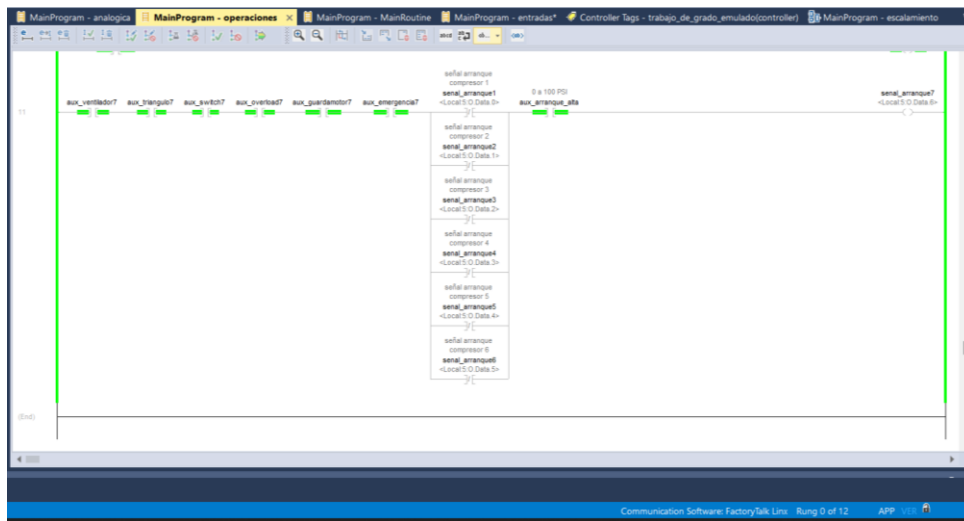 MainProgram - analogica
MainProgram - operaciones ×
MainProgram - MainRoutine
MainProgram - entradas*
Controller Tags - trabajo_de_grado_emulado(controller)
MainProgram - escalamiento
11
aux_ventilador7
aux_triangulo7
aux_switch7
aux_overload7
aux_guardamotor7
aux_emergencia7
señal arranque
compresor 1
senal_arranque1
<Local:5:O.Data.0>
0 a 100 PSI
aux_arranque_alta
senal_arranque7
<Local:5:O.Data.6>
señal arranque
compresor 2
senal_arranque2
<Local:5:O.Data.1>
señal arranque
compresor 3
senal_arranque3
<Local:5:O.Data.2>
señal arranque
compresor 4
senal_arranque4
<Local:5:O.Data.3>
señal arranque
compresor 5
senal_arranque5
<Local:5:O.Data.4>
señal arranque
compresor 6
senal_arranque6
<Local:5:O.Data.5>
(End)
Communication Software: FactoryTalk Linx
Rung 0 of 12
APP
VER